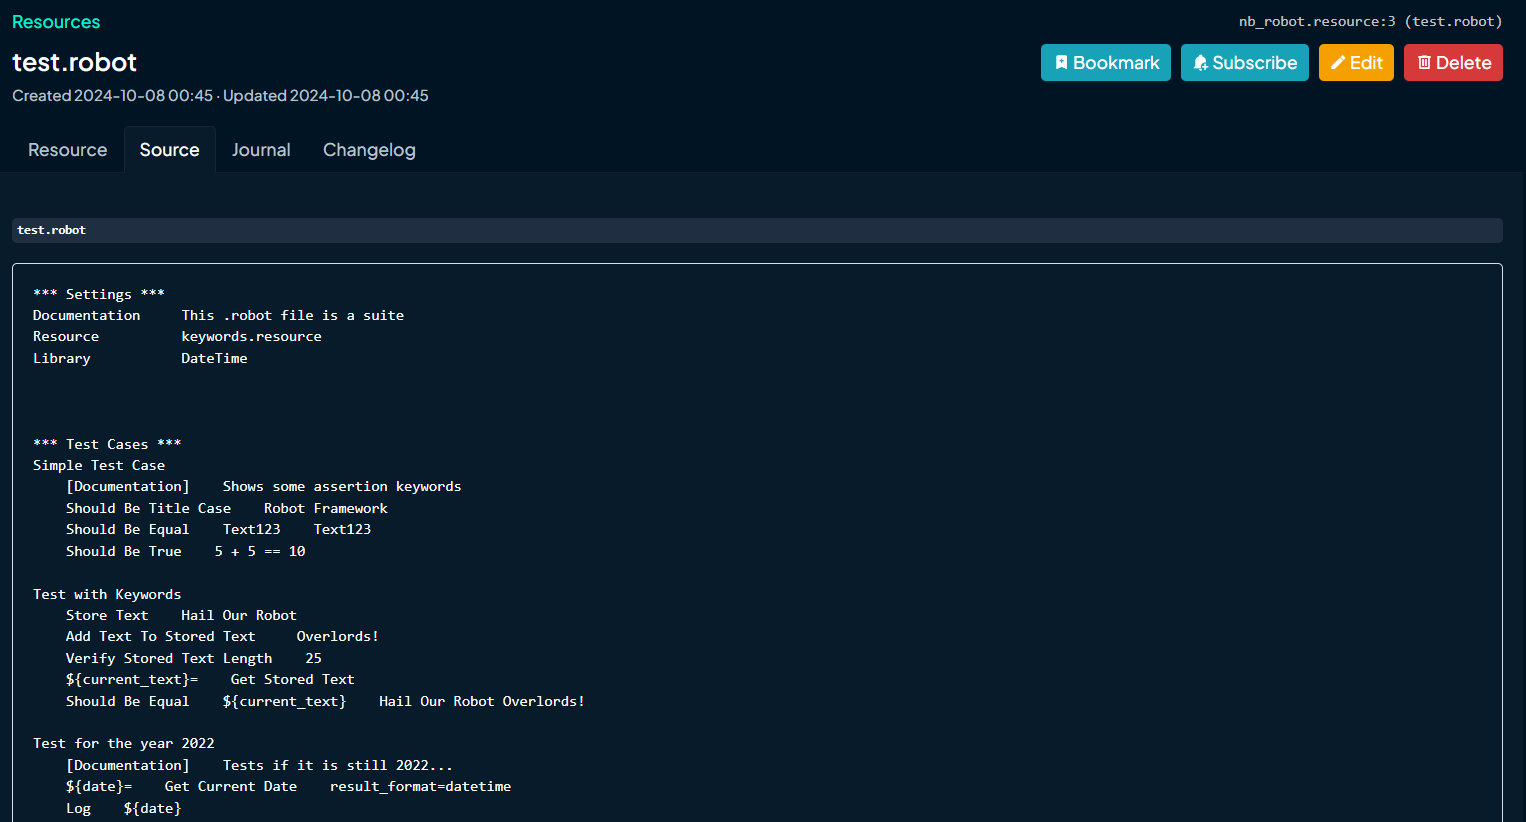 Resources
nb_robot.resource:3 (test.robot)
test.robot
Bookmark Subscribe Edit Delete
Created 2024-10-08 00:45 · Updated 2024-10-08 00:45
Resource Source Journal Changelog
test.robot
*** Settings ***
Documentation     This .robot file is a suite
Resource          keywords.resource
Library           DateTime
*** Test Cases ***
Simple Test Case
    [Documentation]    Shows some assertion keywords
    Should Be Title Case    Robot Framework
    Should Be Equal    Text123    Text123
    Should Be True    5 + 5 == 10
Test with Keywords
    Store Text    Hail Our Robot
    Add Text To Stored Text     Overlords!
    Verify Stored Text Length    25
    ${current_text}=    Get Stored Text
    Should Be Equal    ${current_text}    Hail Our Robot Overlords!
Test for the year 2022
    [Documentation]    Tests if it is still 2022...
    ${date}=    Get Current Date    result_format=datetime
    Log    ${date}